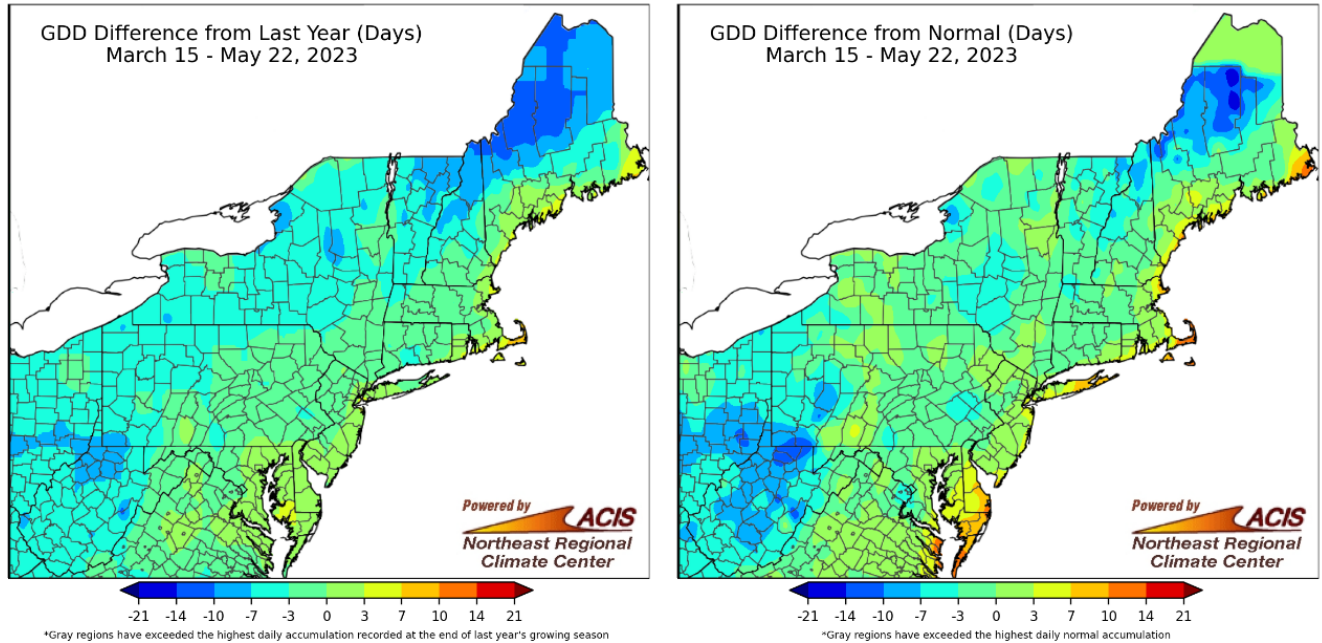 GDD Difference from Last Year (Days)
March 15 - May 22, 2023
Powered by
ACIS
Northeast Regional
Climate Center
-21 -14 -10 -7 -3 0 3 7 10 14 21
*Gray regions have exceeded the highest daily accumulation recorded at the end of last year's growing season
GDD Difference from Normal (Days)
March 15 - May 22, 2023
Powered by
ACIS
Northeast Regional
Climate Center
-21 -14 -10 -7 -3 0 3 7 10 14 21
*Gray regions have exceeded the highest daily normal accumulation